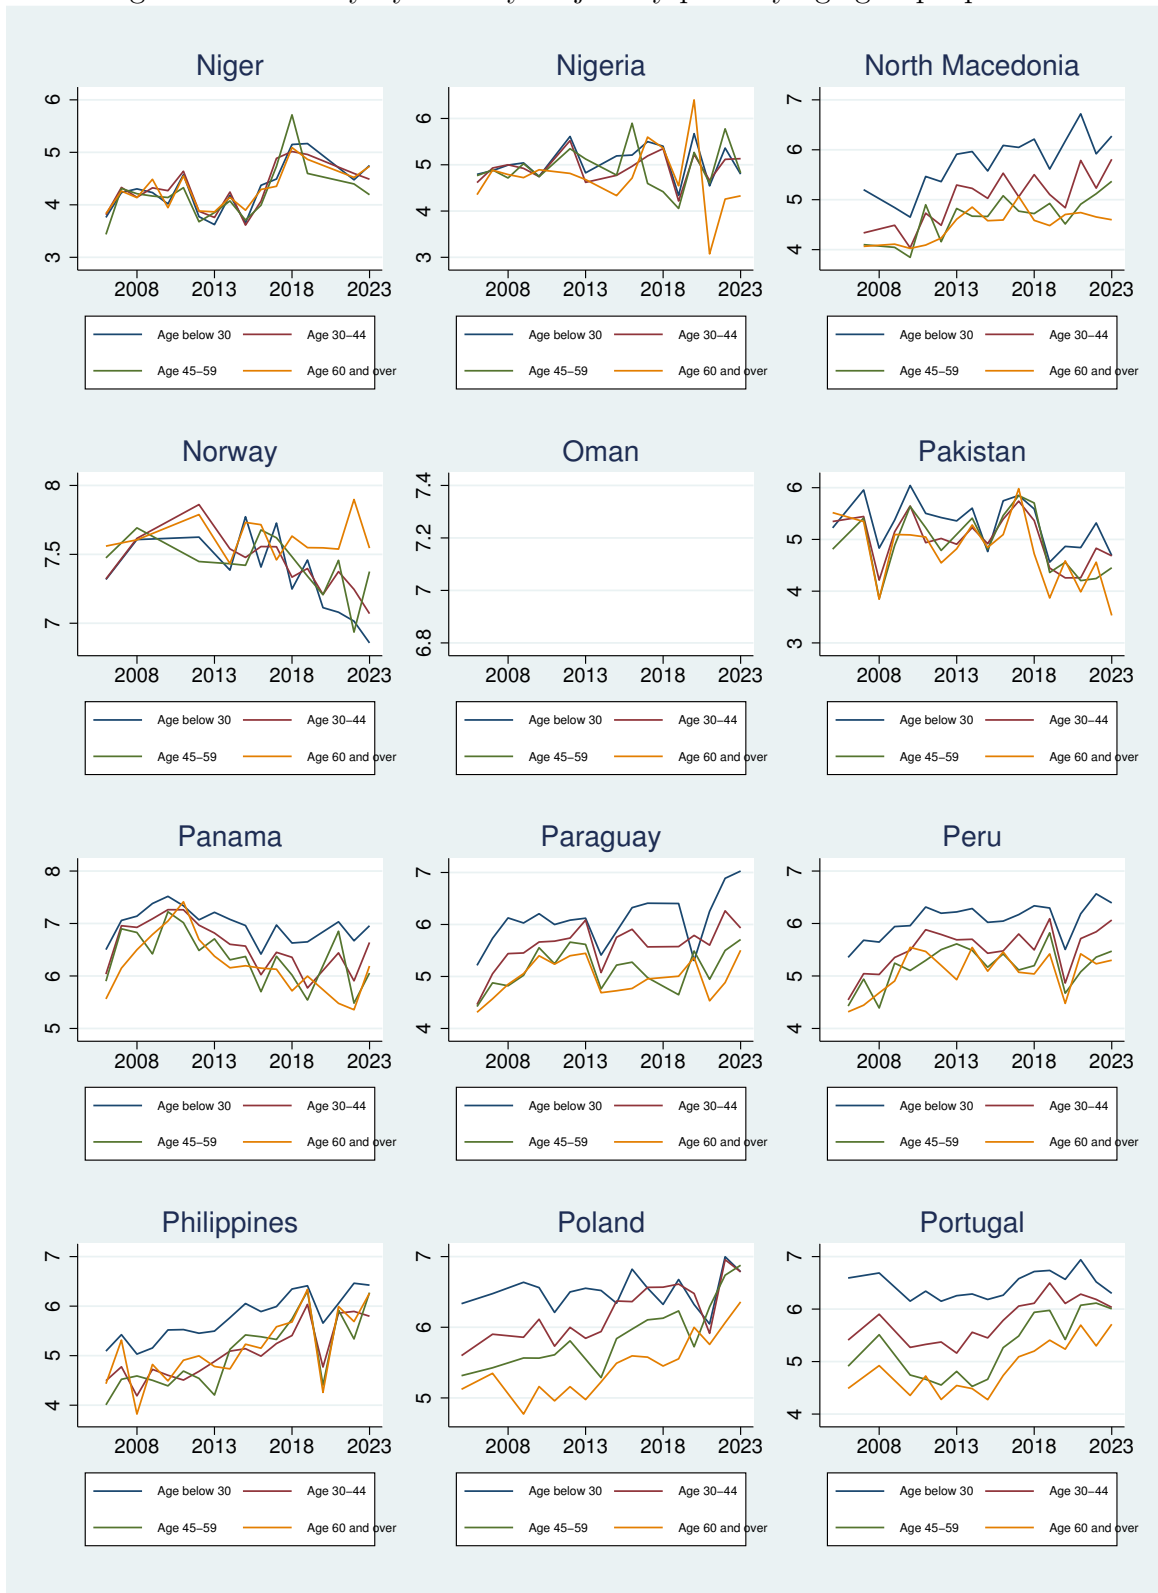 Niger
Nigeria
North Macedonia
6
5
4
3
2008 2013 2018 2023
6
5
4
3
2008 2013 2018 2023
7
6
5
4
2008 2013 2018 2023
Age below 30 Age 30–44
Age 45–59 Age 60 and over
Age below 30 Age 30–44
Age 45–59 Age 60 and over
Age below 30 Age 30–44
Age 45–59 Age 60 and over
Norway
Oman
Pakistan
8
7.5
7
2008 2013 2018 2023
7.4
7.2
7
6.8
2008 2013 2018 2023
6
5
4
3
2008 2013 2018 2023
Age below 30 Age 30–44
Age 45–59 Age 60 and over
Age below 30 Age 30–44
Age 45–59 Age 60 and over
Age below 30 Age 30–44
Age 45–59 Age 60 and over
Panama
Paraguay
Peru
8
7
6
5
2008 2013 2018 2023
7
6
5
4
2008 2013 2018 2023
7
6
5
4
2008 2013 2018 2023
Age below 30 Age 30–44
Age 45–59 Age 60 and over
Age below 30 Age 30–44
Age 45–59 Age 60 and over
Age below 30 Age 30–44
Age 45–59 Age 60 and over
Philippines
Poland
Portugal
7
6
5
4
2008 2013 2018 2023
7
6
5
2008 2013 2018 2023
7
6
5
4
2008 2013 2018 2023
Age below 30 Age 30–44
Age 45–59 Age 60 and over
Age below 30 Age 30–44
Age 45–59 Age 60 and over
Age below 30 Age 30–44
Age 45–59 Age 60 and over